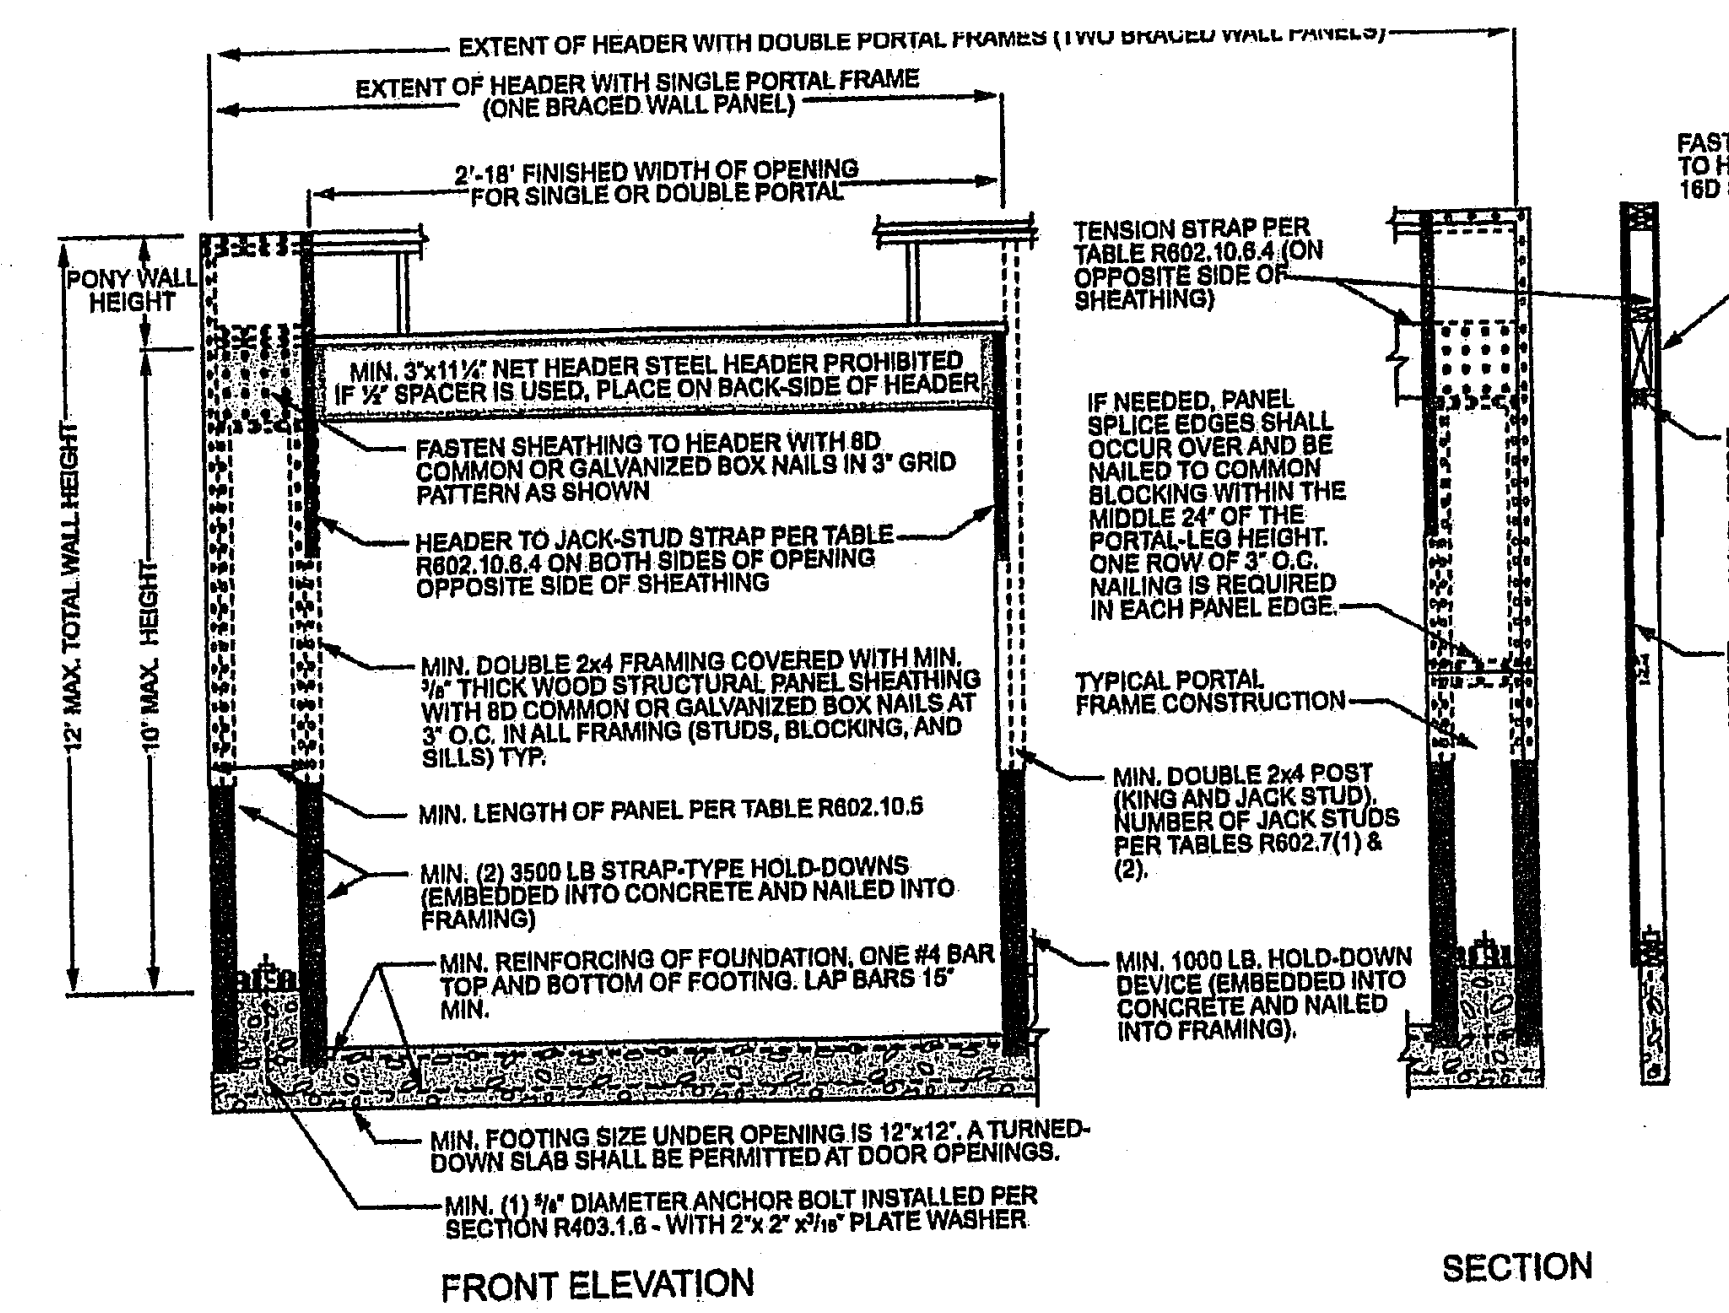 EXTENT OF HEADER WITH DOUBLE PORTAL FRAMES (TWO BRACED WALL PANELS)
EXTENT OF HEADER WITH SINGLE PORTAL FRAME
(ONE BRACED WALL PANEL)
2'-18' FINISHED WIDTH OF OPENING
FOR SINGLE OR DOUBLE PORTAL
PONY WALL
HEIGHT
12' MAX. TOTAL WALL HEIGHT
10' MAX. HEIGHT
MIN. 3"x11¼" NET HEADER STEEL HEADER PROHIBITED
IF ½" SPACER IS USED, PLACE ON BACK-SIDE OF HEADER
FASTEN SHEATHING TO HEADER WITH 8D
COMMON OR GALVANIZED BOX NAILS IN 3" GRID
PATTERN AS SHOWN
HEADER TO JACK-STUD STRAP PER TABLE
R602.10.6.4 ON BOTH SIDES OF OPENING
OPPOSITE SIDE OF SHEATHING
MIN. DOUBLE 2x4 FRAMING COVERED WITH MIN.
3/8" THICK WOOD STRUCTURAL PANEL SHEATHING
WITH 8D COMMON OR GALVANIZED BOX NAILS AT
3" O.C. IN ALL FRAMING (STUDS, BLOCKING, AND
SILLS) TYP.
MIN. LENGTH OF PANEL PER TABLE R602.10.5
MIN. (2) 3500 LB STRAP-TYPE HOLD-DOWNS
(EMBEDDED INTO CONCRETE AND NAILED INTO
FRAMING)
MIN. REINFORCING OF FOUNDATION, ONE #4 BAR
TOP AND BOTTOM OF FOOTING. LAP BARS 15"
MIN.
MIN. FOOTING SIZE UNDER OPENING IS 12"x12". A TURNED-
DOWN SLAB SHALL BE PERMITTED AT DOOR OPENINGS.
MIN. (1) 5/8" DIAMETER ANCHOR BOLT INSTALLED PER
SECTION R403.1.6 - WITH 2"x 2" x3/16" PLATE WASHER
FRONT ELEVATION
TENSION STRAP PER
TABLE R602.10.6.4 (ON
OPPOSITE SIDE OF
SHEATHING)
IF NEEDED, PANEL
SPLICE EDGES SHALL
OCCUR OVER AND BE
NAILED TO COMMON
BLOCKING WITHIN THE
MIDDLE 24" OF THE
PORTAL-LEG HEIGHT.
ONE ROW OF 3" O.C.
NAILING IS REQUIRED
IN EACH PANEL EDGE.
TYPICAL PORTAL
FRAME CONSTRUCTION
MIN. DOUBLE 2x4 POST
(KING AND JACK STUD).
NUMBER OF JACK STUDS
PER TABLES R602.7(1) &
(2).
MIN. 1000 LB. HOLD-DOWN
DEVICE (EMBEDDED INTO
CONCRETE AND NAILED
INTO FRAMING).
FAST
TO H
16D
SECTION